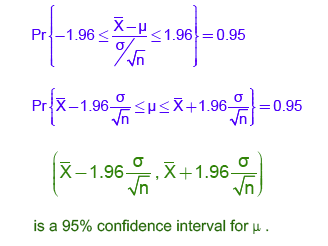 Pr{−1.96 ≤ (X̅−μ)/(σ/√n) ≤ 1.96} = 0.95
Pr{X̅−1.96 σ/√n ≤ μ ≤ X̅+1.96 σ/√n} = 0.95
(X̅ − 1.96 σ/√n , X̅ + 1.96 σ/√n)
is a 95% confidence interval for μ .